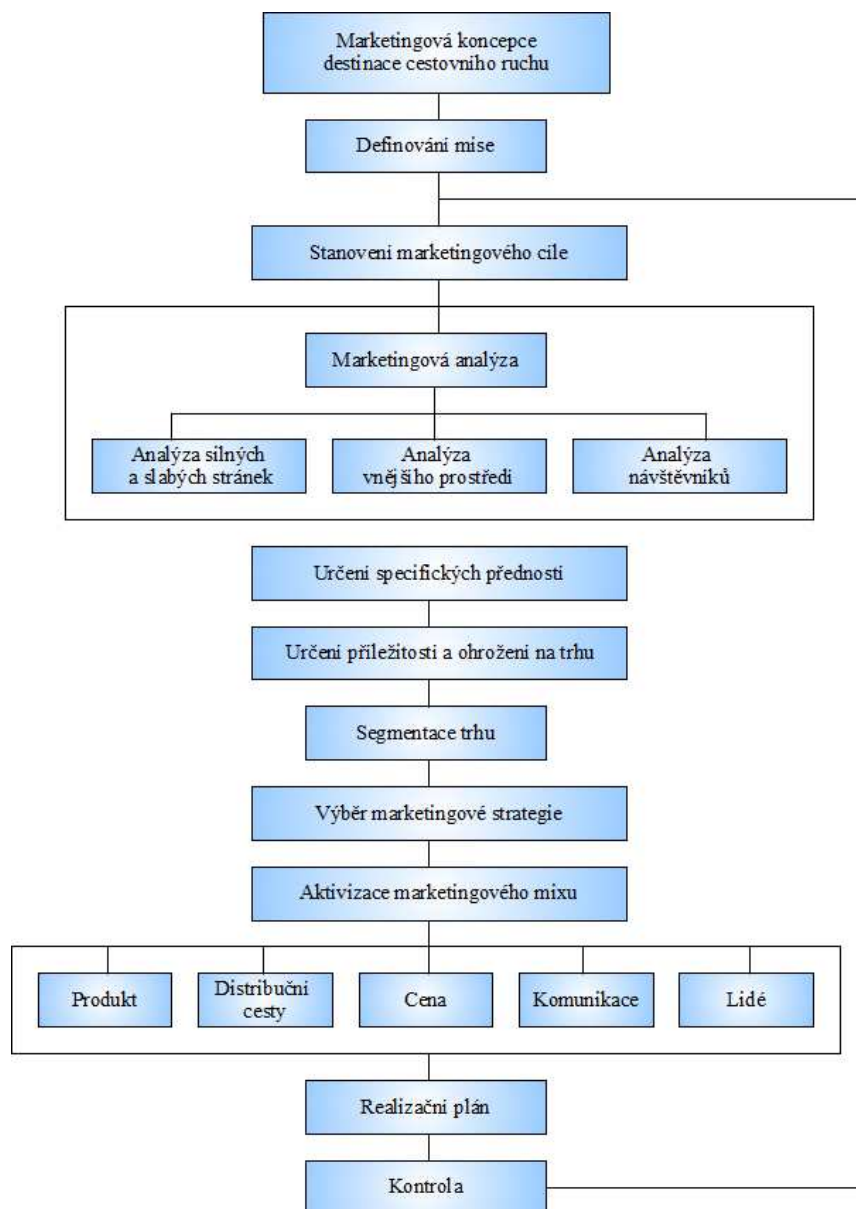 Marketingová koncepce
destinace cestovního ruchu
Definování mise
Stanovení marketingového cíle
Marketingová analýza
Analýza silných
a slabých stránek
Analýza
vnějšího prostředí
Analýza
návštěvníků
Určení specifických předností
Určení příležitosti a ohrožení na trhu
Segmentace trhu
Výběr marketingové strategie
Aktivizace marketingového mixu
Produkt
Distribuční
cesty
Cena
Komunikace
Lidé
Realizační plán
Kontrola